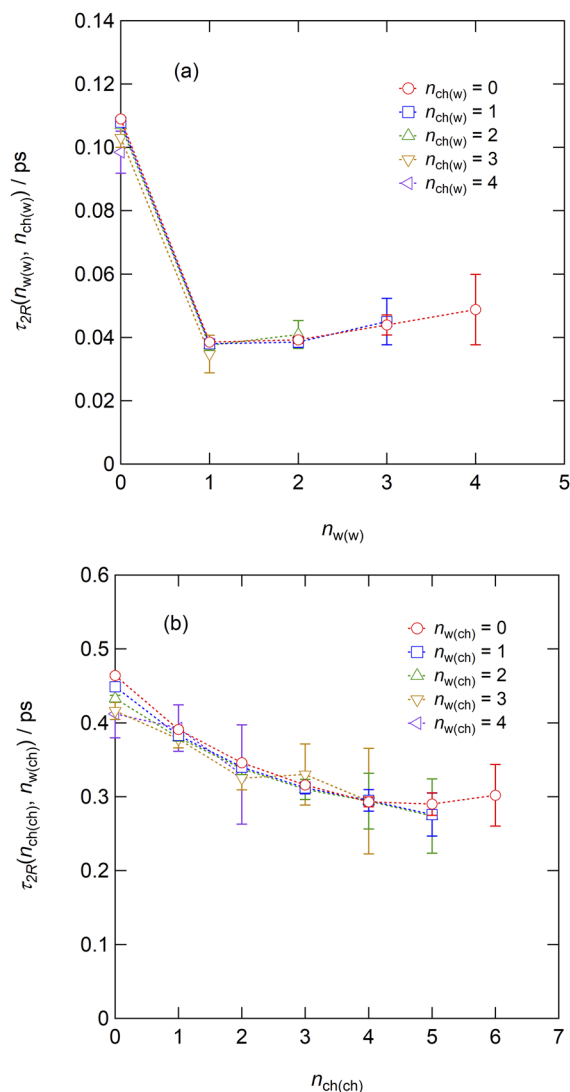 0.14
0.12
0.10
0.08
0.06
0.04
0.02
0
τ2R(nw(w), nch(w)) / ps
(a)
nch(w) = 0
nch(w) = 1
nch(w) = 2
nch(w) = 3
nch(w) = 4
0 1 2 3 4 5
nw(w)
0.6
0.5
0.4
0.3
0.2
0.1
0
τ2R(nch(ch), nw(ch)) / ps
(b)
nw(ch) = 0
nw(ch) = 1
nw(ch) = 2
nw(ch) = 3
nw(ch) = 4
0 1 2 3 4 5 6 7
nch(ch)